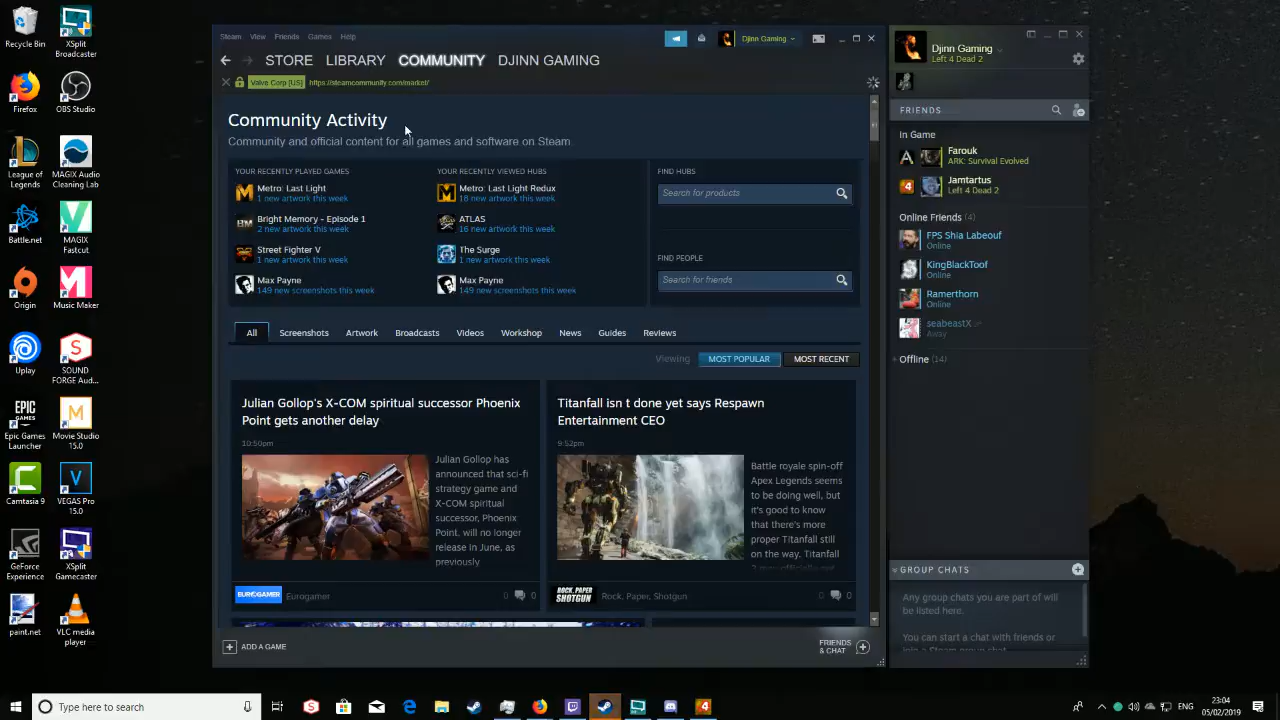 Recycle Bin
XSplit
Broadcaster
Firefox
OBS Studio
League of
Legends
MAGIX Audio
Cleaning Lab
Battle.net
MAGIX
Fastcut
Origin
Music Maker
Uplay
SOUND
FORGE Aud...
Epic Games
Launcher
Movie Studio
15.0
Camtasia 9
VEGAS Pro
15.0
GeForce
Experience
XSplit
Gamecaster
paint.net
VLC media
player
Steam View Friends Games Help
Djinn Gaming
STORE LIBRARY COMMUNITY DJINN GAMING
Valve Corp [US] https://steamcommunity.com/market/
Community Activity
Community and official content for all games and software on Steam.
YOUR RECENTLY PLAYED GAMES
Metro: Last Light
1 new artwork this week
Bright Memory - Episode 1
2 new artwork this week
Street Fighter V
1 new artwork this week
Max Payne
149 new screenshots this week
YOUR RECENTLY VIEWED HUBS
Metro: Last Light Redux
18 new artwork this week
ATLAS
16 new artwork this week
The Surge
1 new artwork this week
Max Payne
149 new screenshots this week
FIND HUBS
Search for products
FIND PEOPLE
Search for friends
All Screenshots Artwork Broadcasts Videos Workshop News Guides Reviews
Viewing MOST POPULAR MOST RECENT
Julian Gollop's X-COM spiritual successor Phoenix
Point gets another delay
10:50pm
Julian Gollop has
announced that sci-fi
strategy game and
X-COM spiritual
successor, Phoenix
Point, will no longer
release in June, as
previously
EUROGAMER Eurogamer 0 0
Titanfall isn t done yet says Respawn
Entertainment CEO
9:52pm
Battle royale spin-off
Apex Legends seems
to be doing well, but
it's good to know
that there's more
proper Titanfall still
on the way. Titanfall
ROCK, PAPER
SHOTGUN
Rock, Paper, Shotgun 0 0
ADD A GAME
FRIENDS
& CHAT
Djinn Gaming
Left 4 Dead 2
FRIENDS
In Game
Farouk
ARK: Survival Evolved
Jamtartus
Left 4 Dead 2
Online Friends (4)
FPS Shia Labeouf
Online
KingBlackToof
Online
Ramerthorn
Online
seabeastX
Away
Offline (14)
GROUP CHATS
Any group chats you are part of will
be listed here.
You can start a chat with friends or
join a Steam group chat.
Type here to search
23:04
05/02/2019